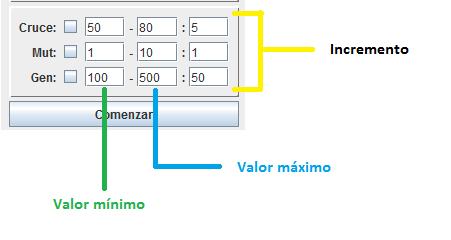 Cruce: 50 - 80 : 5
Incremento
Mut: 1 - 10 : 1
Gen: 100 - 500 : 50
Comenzar
Valor máximo
Valor mínimo